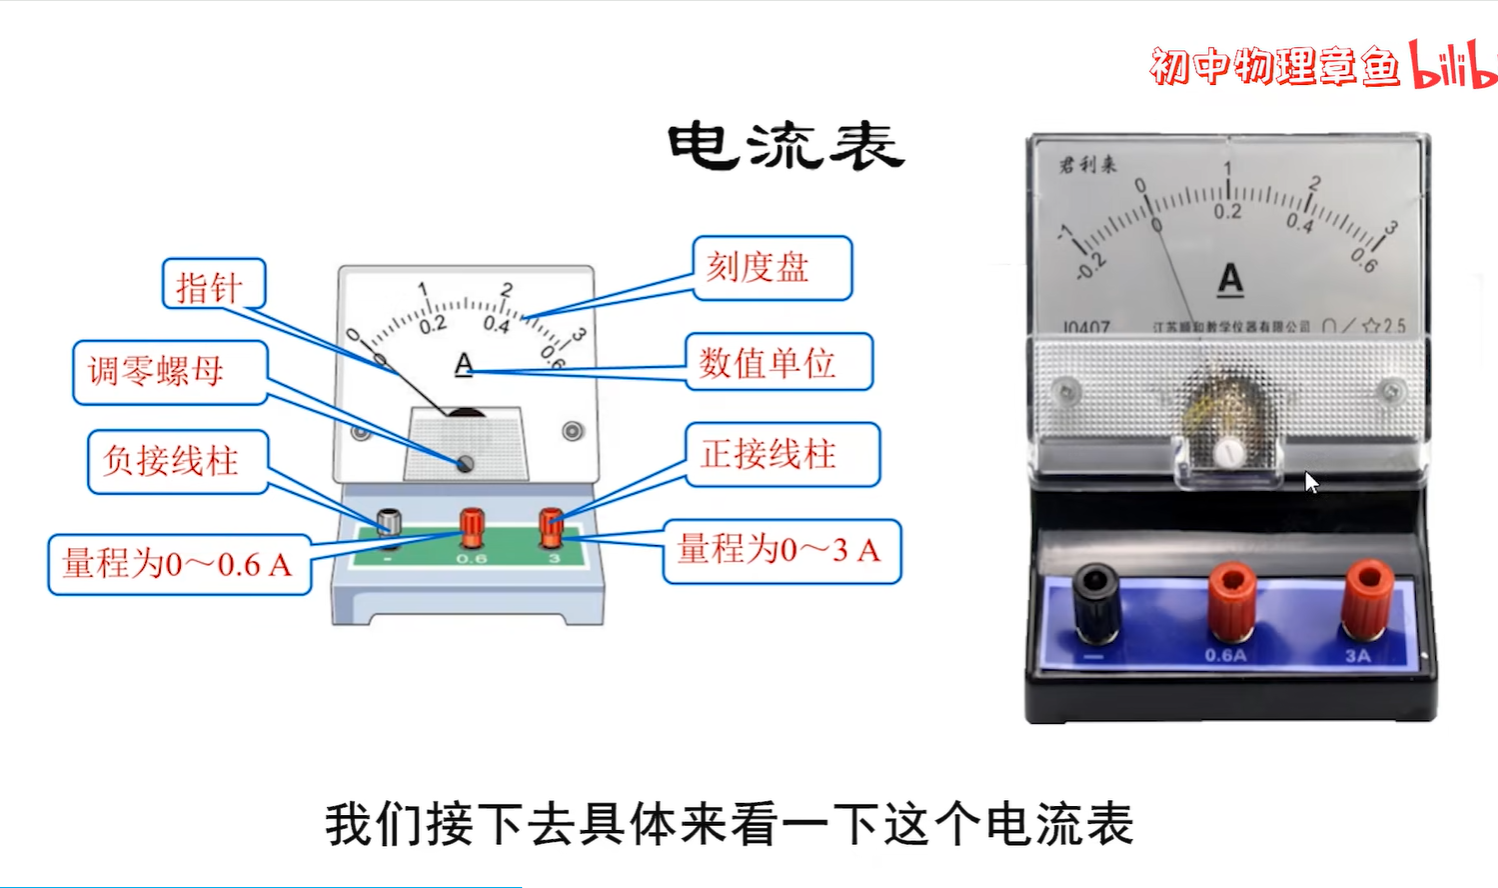 初中物理章鱼 bilib
电流表
指针
调零螺母
负接线柱
量程为0～0.6 A
刻度盘
数值单位
正接线柱
量程为0～3 A
0 1 2 3
0 0.2 0.4 0.6
A
- 0.6 3
君利来
-1 0 1 2 3
-0.2 0 0.2 0.4 0.6
A
J0407 江苏顺和教学仪器有限公司 ∩ ∕ ☆2.5
— 0.6A 3A
我们接下去具体来看一下这个电流表